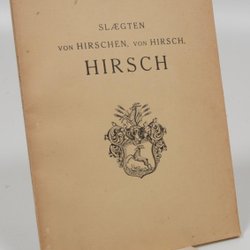 SLÆGTEN
VON HIRSCHEN, VON HIRSCH,
HIRSCH